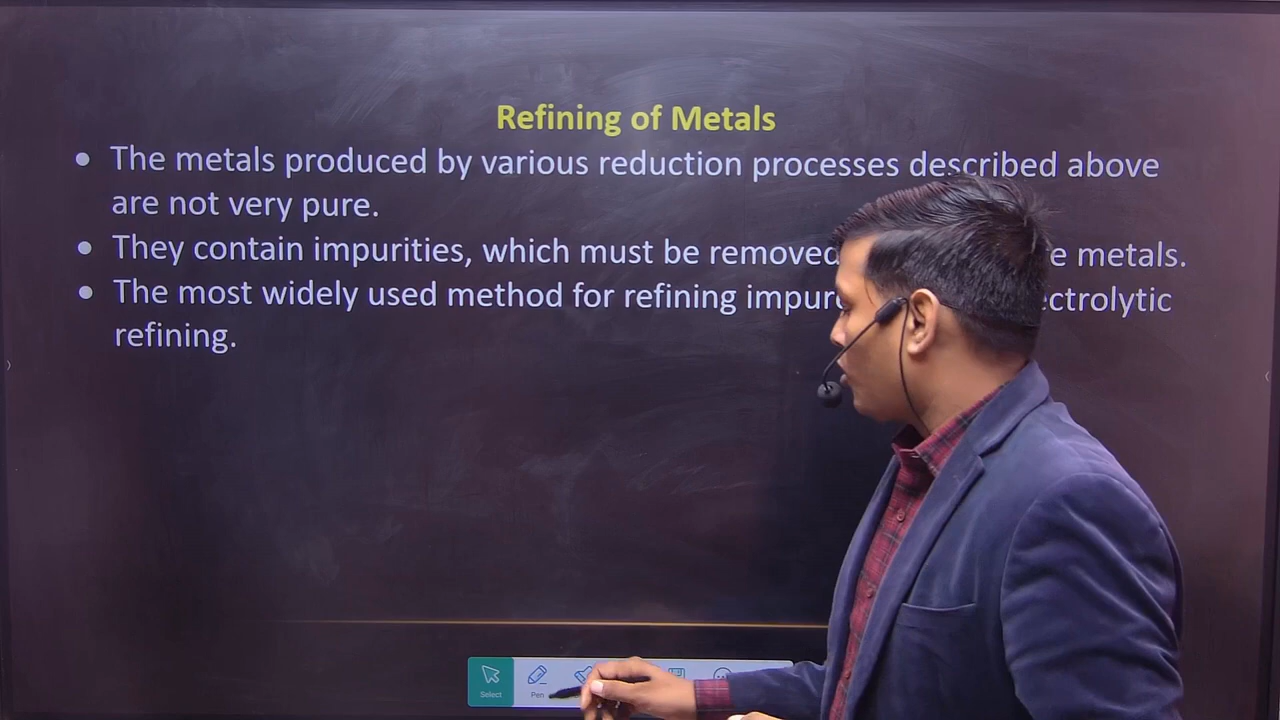 Refining of Metals
• The metals produced by various reduction processes described above
are not very pure.
• They contain impurities, which must be removed e metals.
• The most widely used method for refining impur ectrolytic
refining.
Select Pen